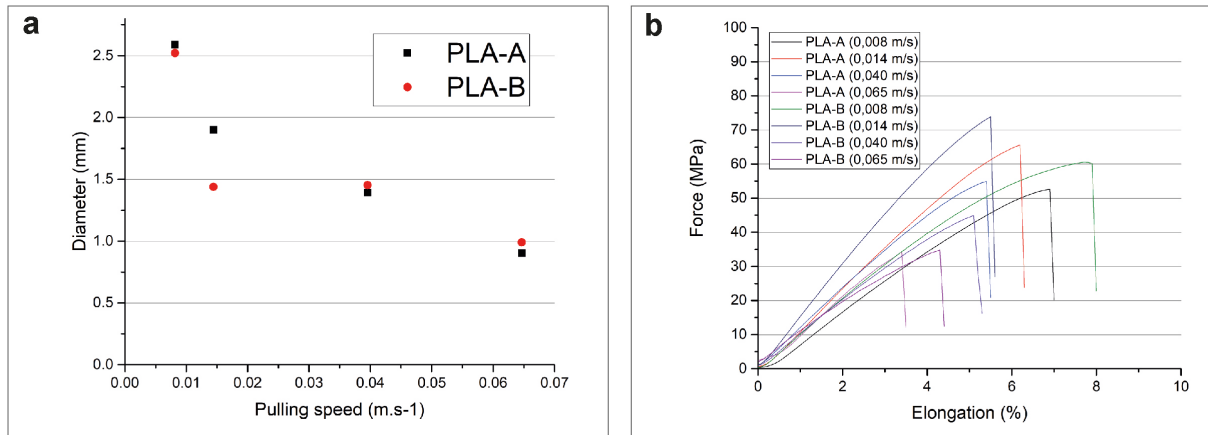 a
PLA-A
PLA-B
2.5
2.0
1.5
1.0
0.5
0.0
Diameter (mm)
0.00 0.01 0.02 0.03 0.04 0.05 0.06 0.07
Pulling speed (m.s-1)
b
PLA-A (0,008 m/s)
PLA-A (0,014 m/s)
PLA-A (0,040 m/s)
PLA-A (0,065 m/s)
PLA-B (0,008 m/s)
PLA-B (0,014 m/s)
PLA-B (0,040 m/s)
PLA-B (0,065 m/s)
100
90
80
70
60
50
40
30
20
10
0
Force (MPa)
0 2 4 6 8 10
Elongation (%)